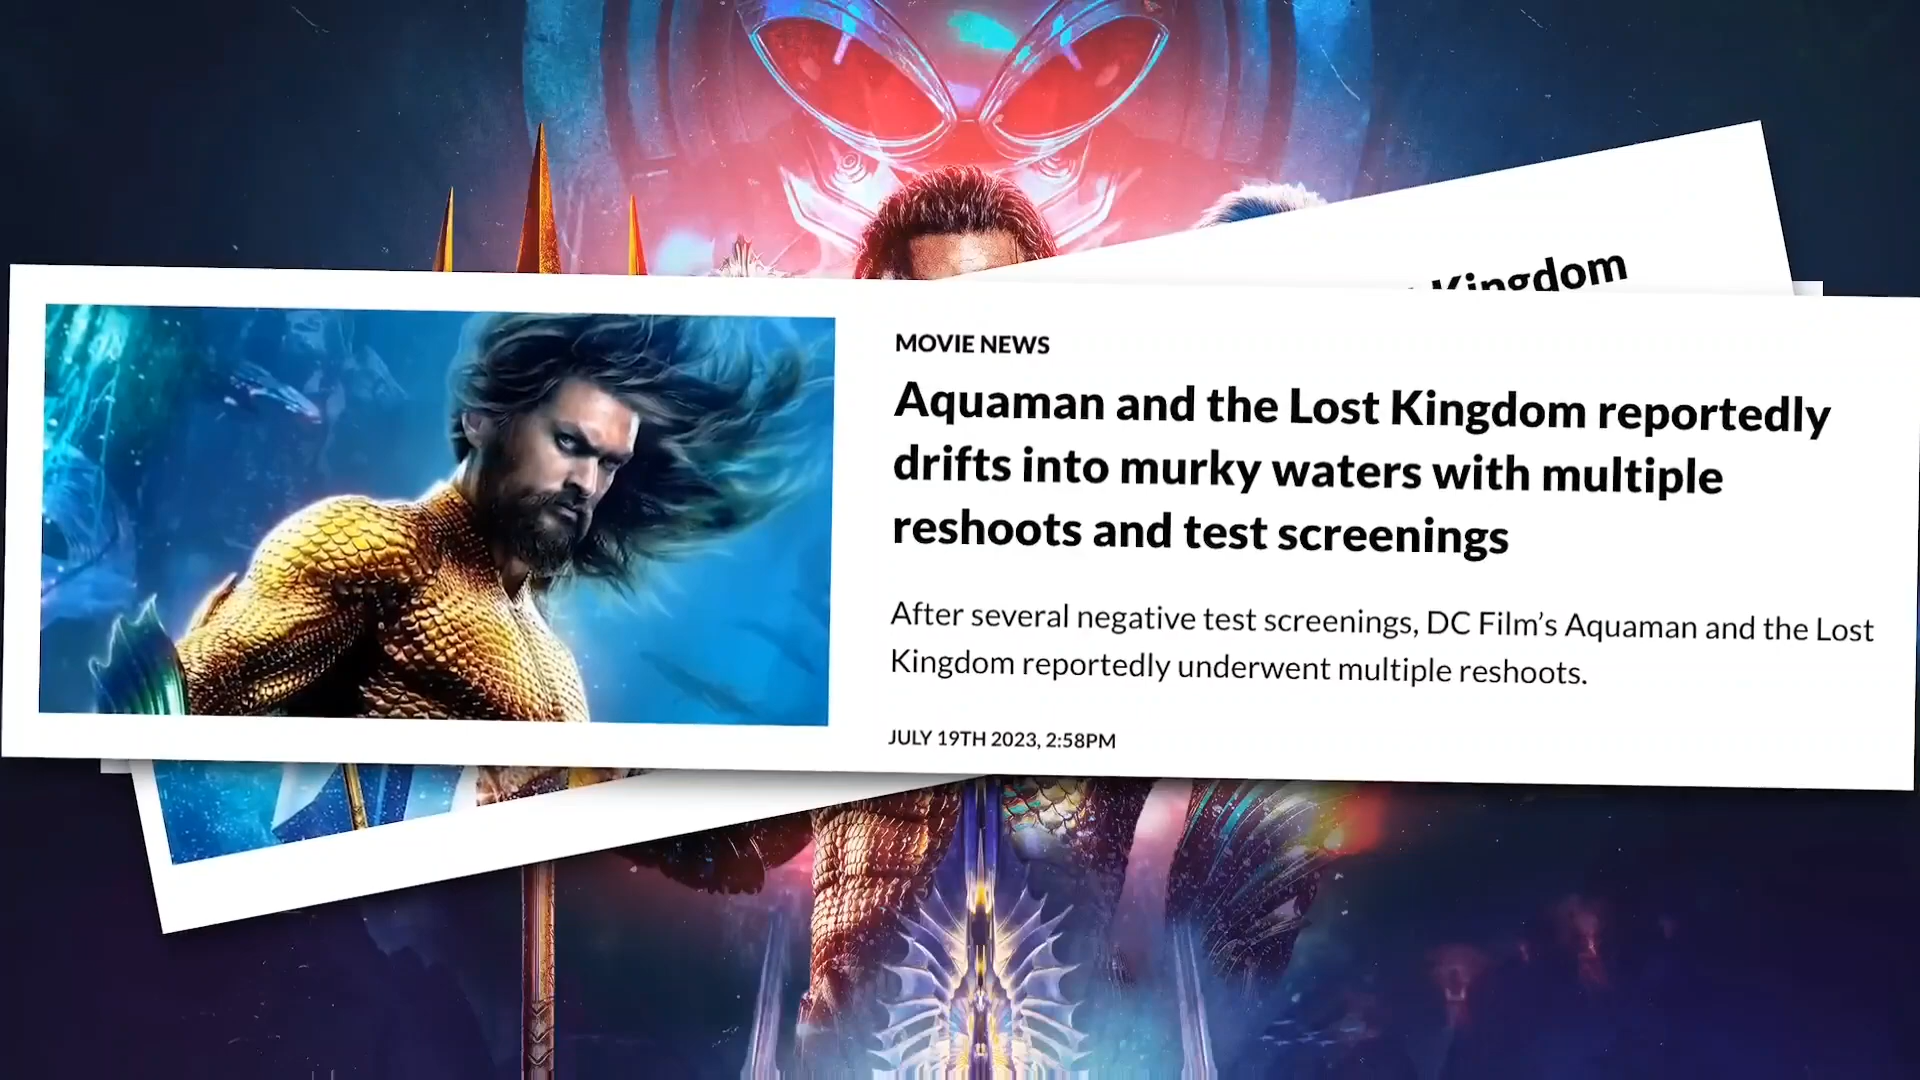 Kingdom
MOVIE NEWS
Aquaman and the Lost Kingdom reportedly
drifts into murky waters with multiple
reshoots and test screenings
After several negative test screenings, DC Film's Aquaman and the Lost
Kingdom reportedly underwent multiple reshoots.
JULY 19TH 2023, 2:58PM